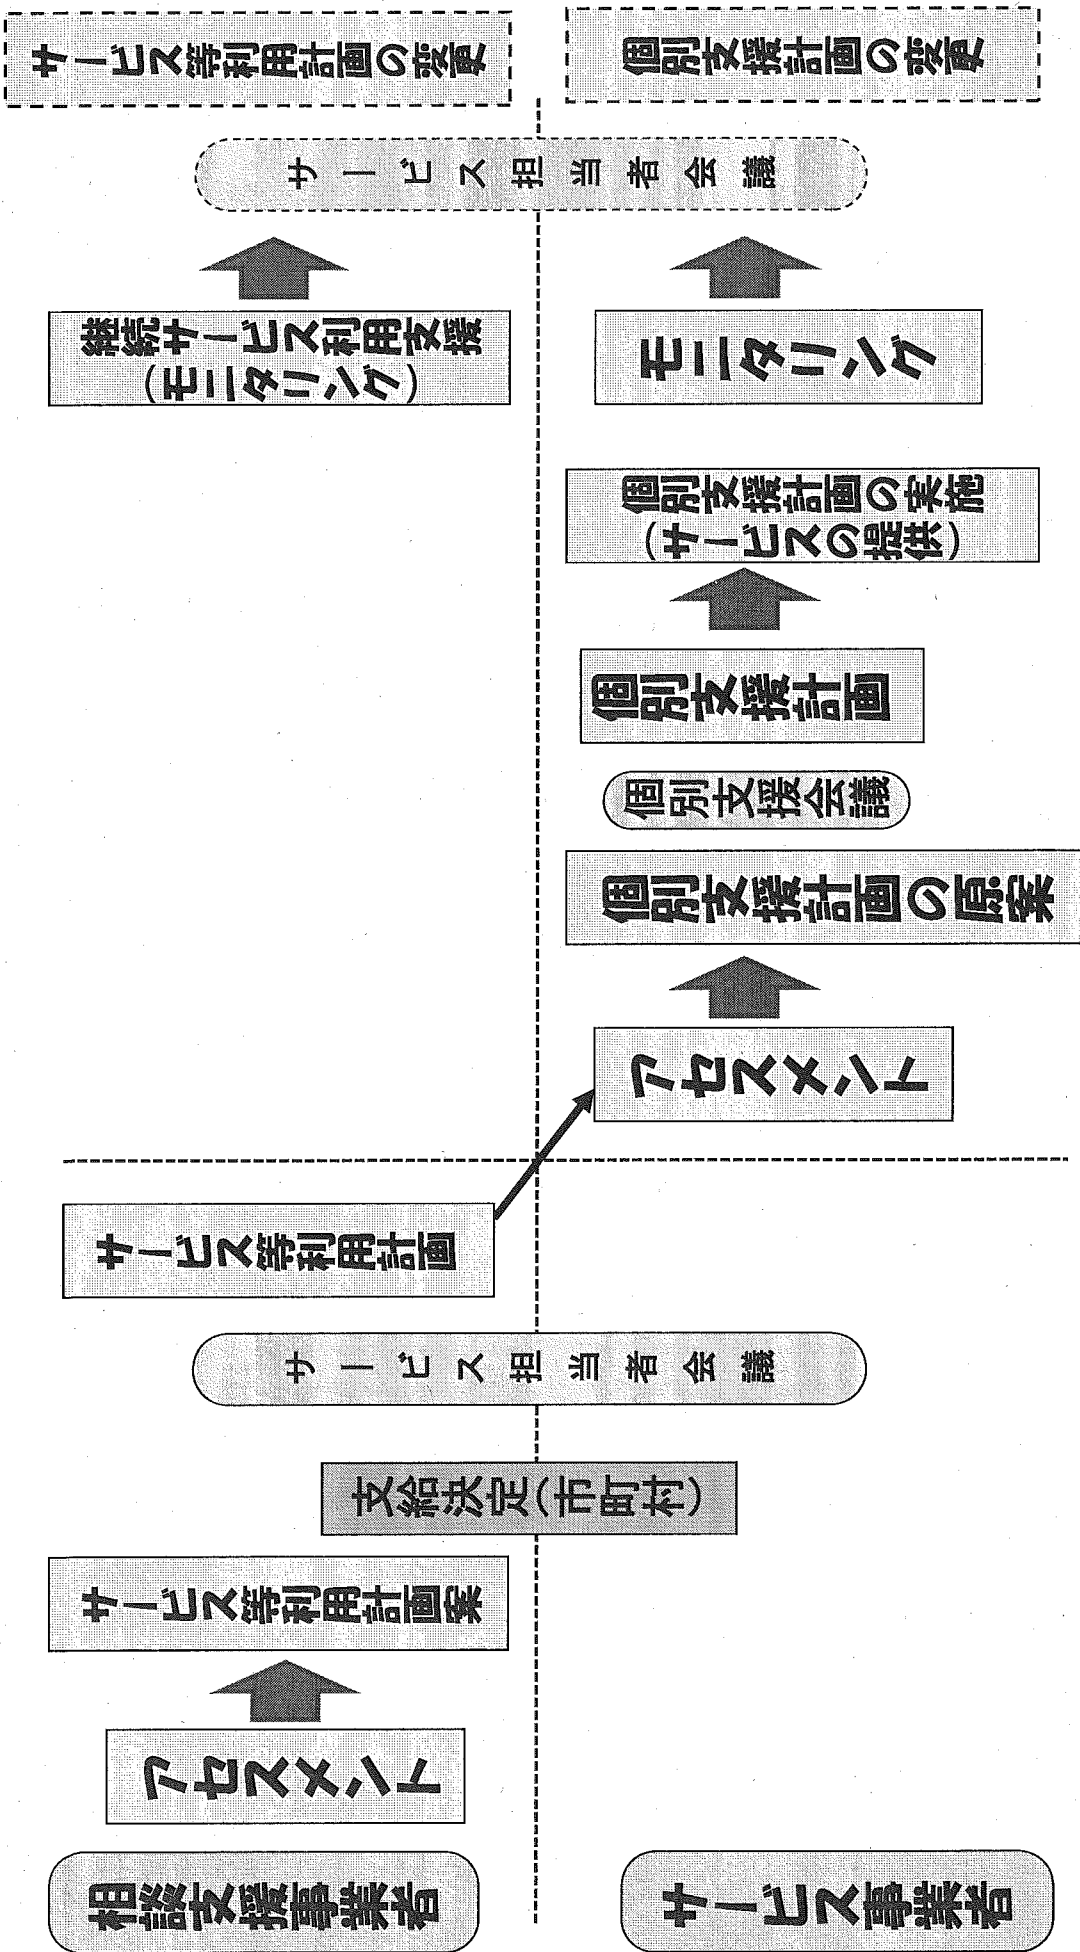 相談支援事業者
アセスメント
サービス等利用計画案
支給決定(市町村)
サービス担当者会議
サービス等利用計画
継続サービス利用支援
(モニタリング)
サービス担当者会議
サービス等利用計画の変更
サービス事業者
アセスメント
個別支援計画の原案
個別支援会議
個別支援計画
個別支援計画の実施
(サービスの提供)
モニタリング
個別支援計画の変更